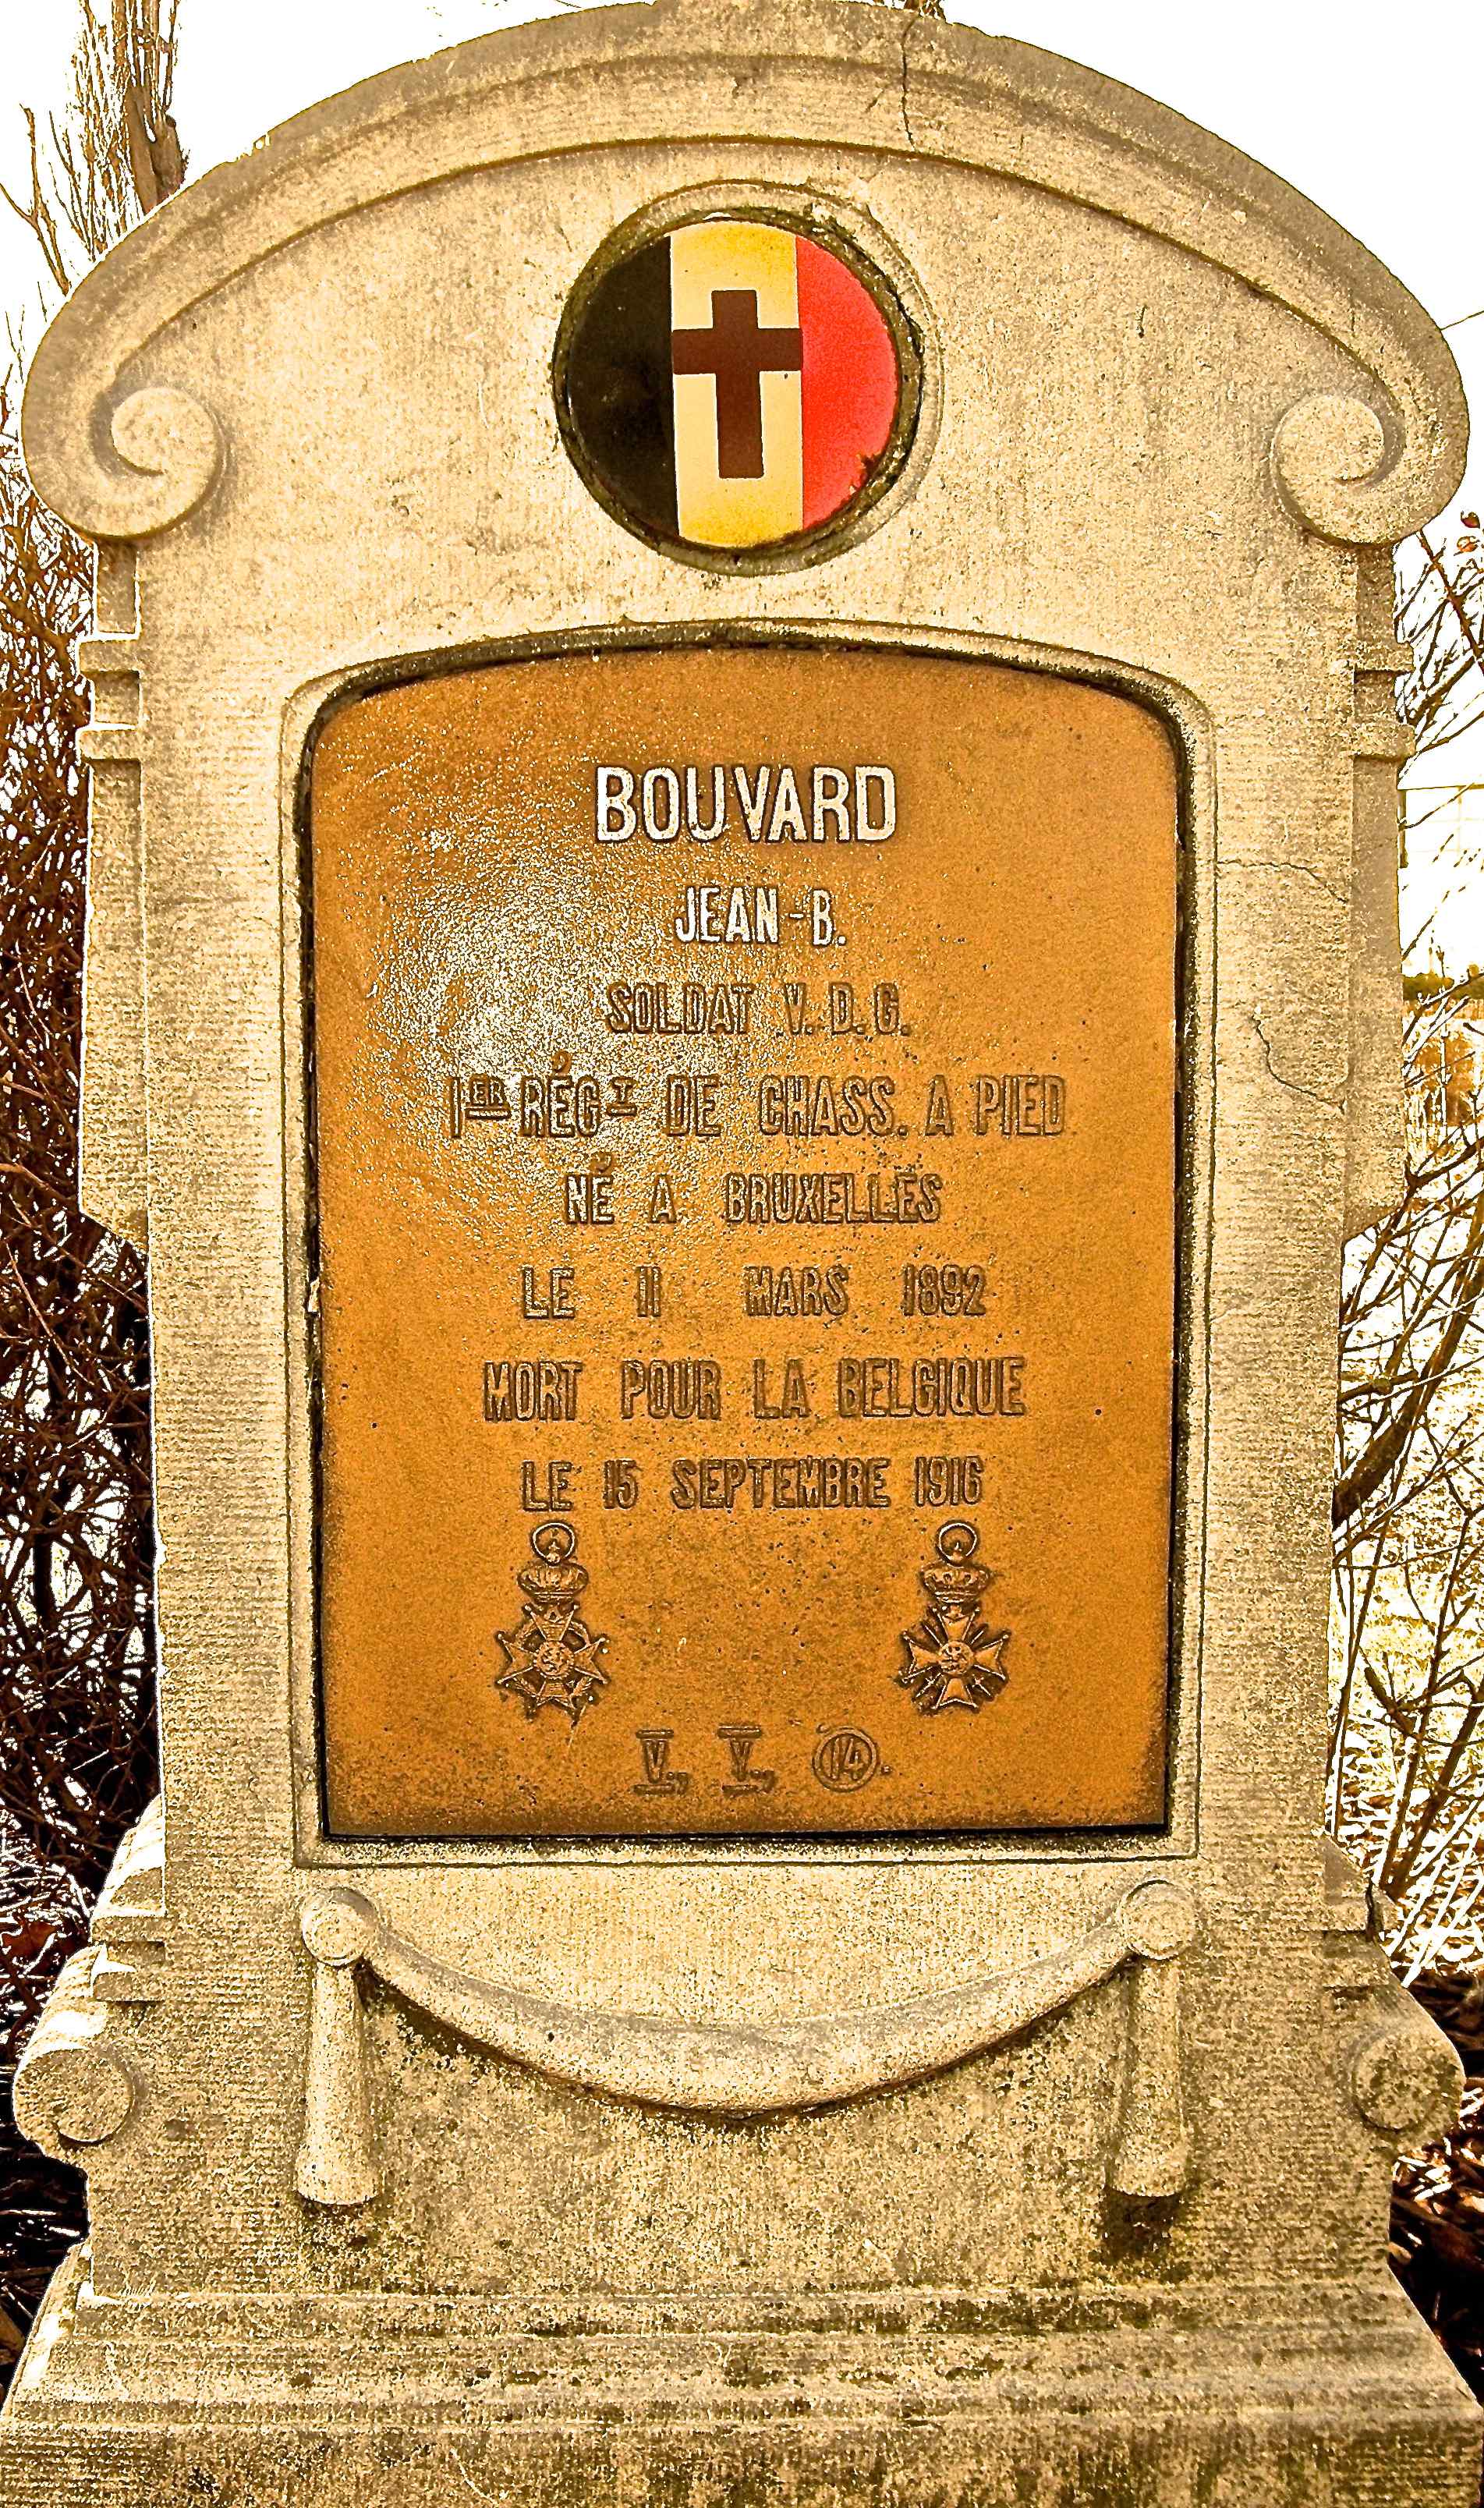 BOUVARD
JEAN-B.
SOLDAT V. D. G.
1ER RÉGT DE CHASS. A PIED
NÉ A BRUXELLES
LE 11 MARS 1892
MORT POUR LA BELGIQUE
LE 15 SEPTEMBRE 1916
V., V., 14.